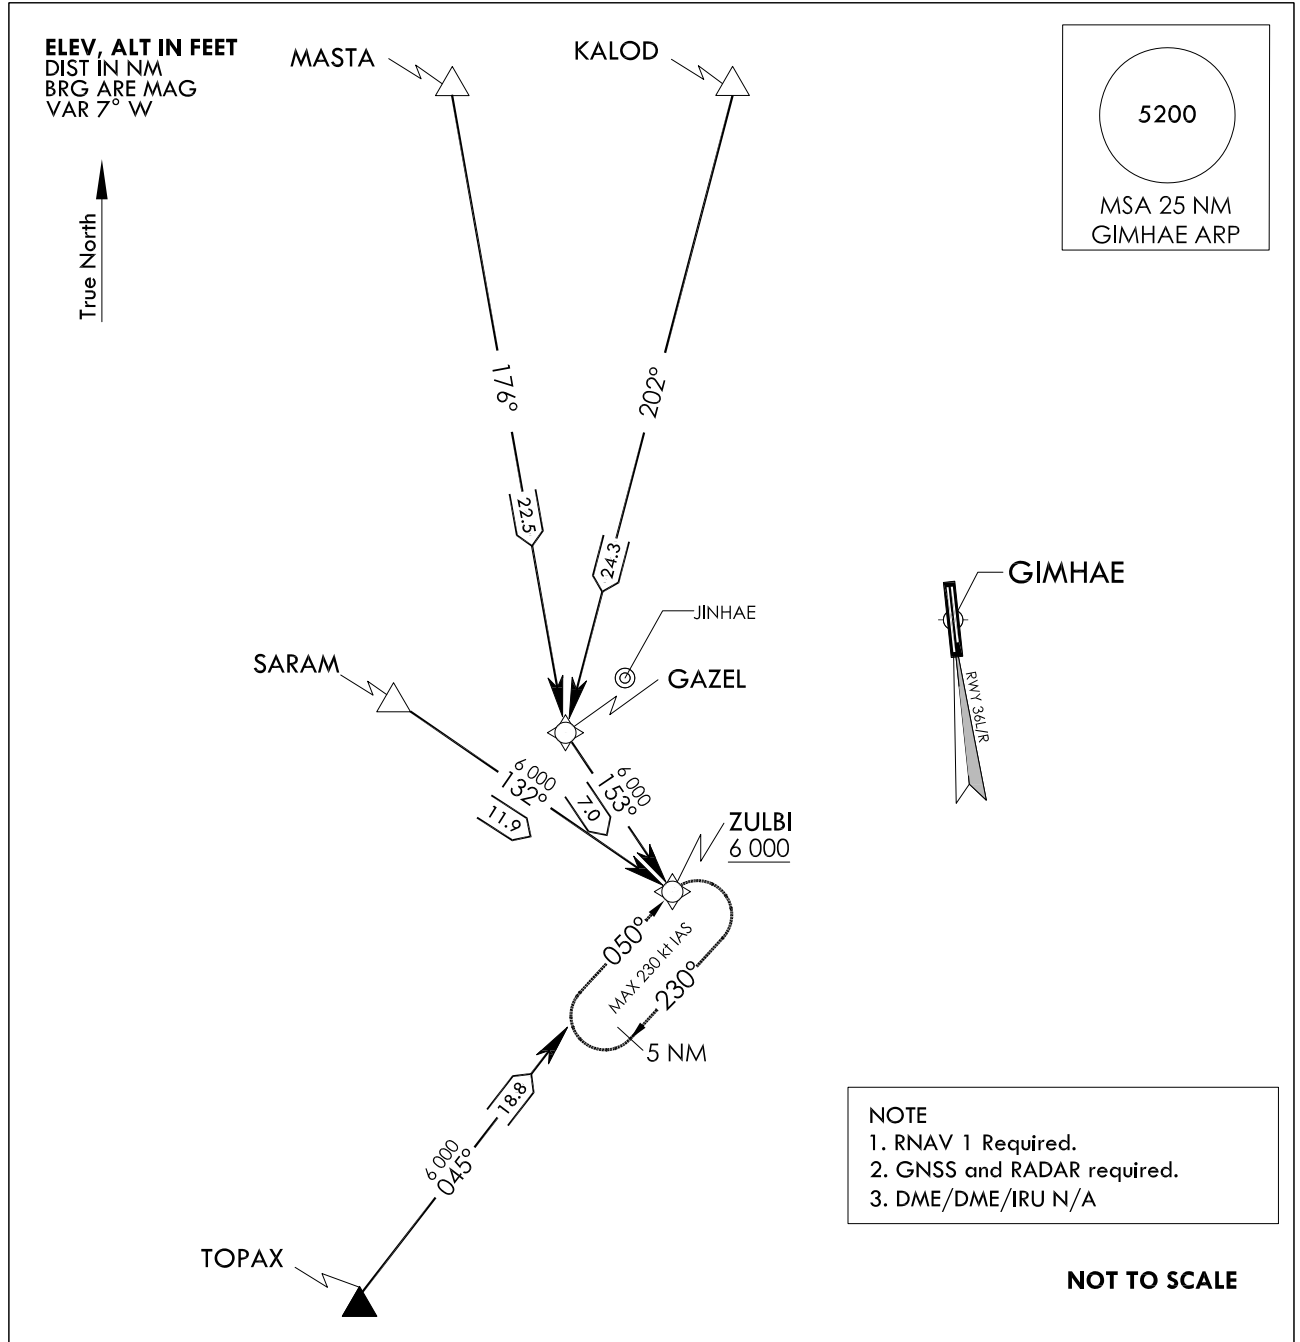 ELEV, ALT IN FEET
DIST IN NM
BRG ARE MAG
VAR 7° W
True North
MASTA
KALOD
5200
MSA 25 NM
GIMHAE ARP
176°
202°
22.5
24.3
JINHAE
GIMHAE
SARAM
GAZEL
RWY 36L/R
6 000
132°
11.9
6 000
153°
7.0
ZULBI
6 000
050°
MAX 230 kt IAS
230°
5 NM
18.8
6 000
045°
TOPAX
NOTE
1. RNAV 1 Required.
2. GNSS and RADAR required.
3. DME/DME/IRU N/A
NOT TO SCALE